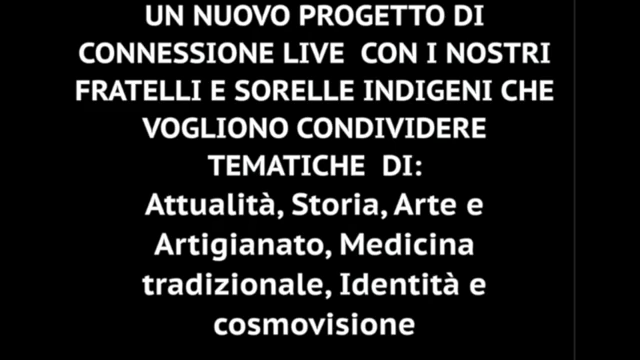 UN NUOVO PROGETTO DI
CONNESSIONE LIVE CON I NOSTRI
FRATELLI E SORELLE INDIGENI CHE
VOGLIONO CONDIVIDERE
TEMATICHE DI:
Attualità, Storia, Arte e
Artigianato, Medicina
tradizionale, Identità e
cosmovisione